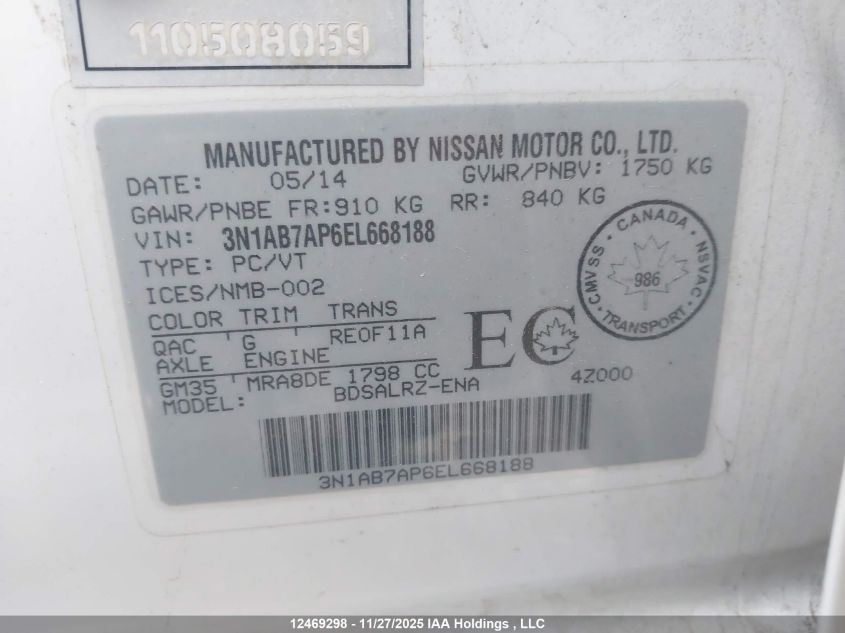 110508059
MANUFACTURED BY NISSAN MOTOR CO., LTD.
DATE: 05/14 GVWR/PNBV: 1750 KG
GAWR/PNBE FR:910 KG RR: 840 KG
VIN: 3N1AB7AP6EL668188
TYPE: PC/VT
ICES/NMB-002
COLOR TRIM TRANS
QAC G RE0F11A
AXLE ENGINE
GM35 MRA8DE 1798 CC
MODEL: BDSALRZ-ENA
EC
4Z000
CANADA
CMVSS 986 NSVAC
TRANSPORT
3N1AB7AP6EL668188
12469298 - 11/27/2025 IAA Holdings , LLC